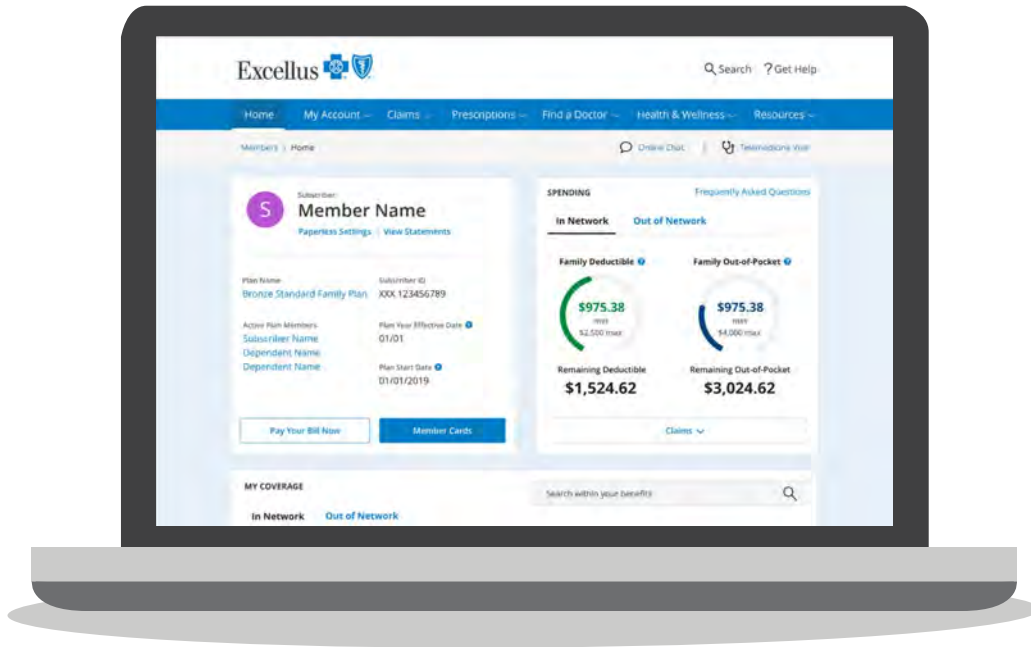 Excellus
Search ? Get Help
Home My Account Claims Prescriptions Find a Doctor Health & Wellness Resources
Members Home Online Chat | Telemedicine Visit
Subscriber
S Member Name
Paperless Settings | View Statements
Plan Name Subscriber ID
Bronze Standard Family Plan XXX 123456789
Active Plan Members Plan Year Effective Date
Subscriber Name 01/01
Dependent Name
Dependent Name Plan Start Date
01/01/2019
Pay Your Bill Now Member Cards
SPENDING Frequently Asked Questions
In Network Out of Network
Family Deductible Family Out-of-Pocket
$975.38 $975.38
$2,500 max $4,000 max
Remaining Deductible Remaining Out-of-Pocket
$1,524.62 $3,024.62
Claims
MY COVERAGE Search within your benefits
In Network Out of Network